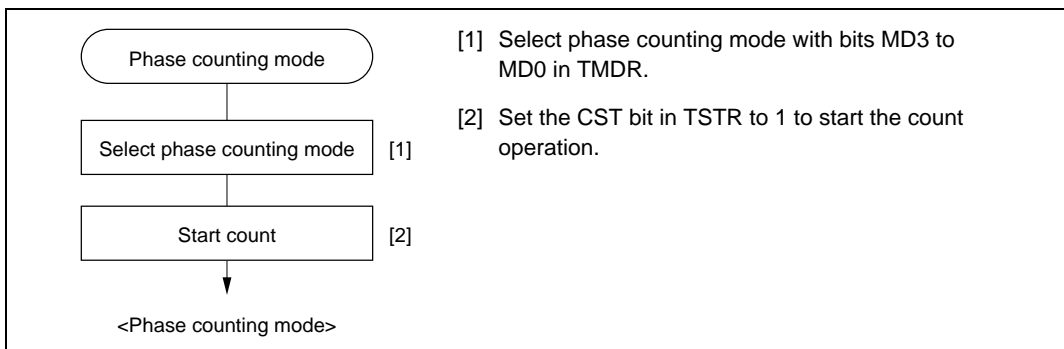 Phase counting mode
Select phase counting mode [1]
Start count [2]
<Phase counting mode>
[1] Select phase counting mode with bits MD3 to
MD0 in TMDR.
[2] Set the CST bit in TSTR to 1 to start the count
operation.